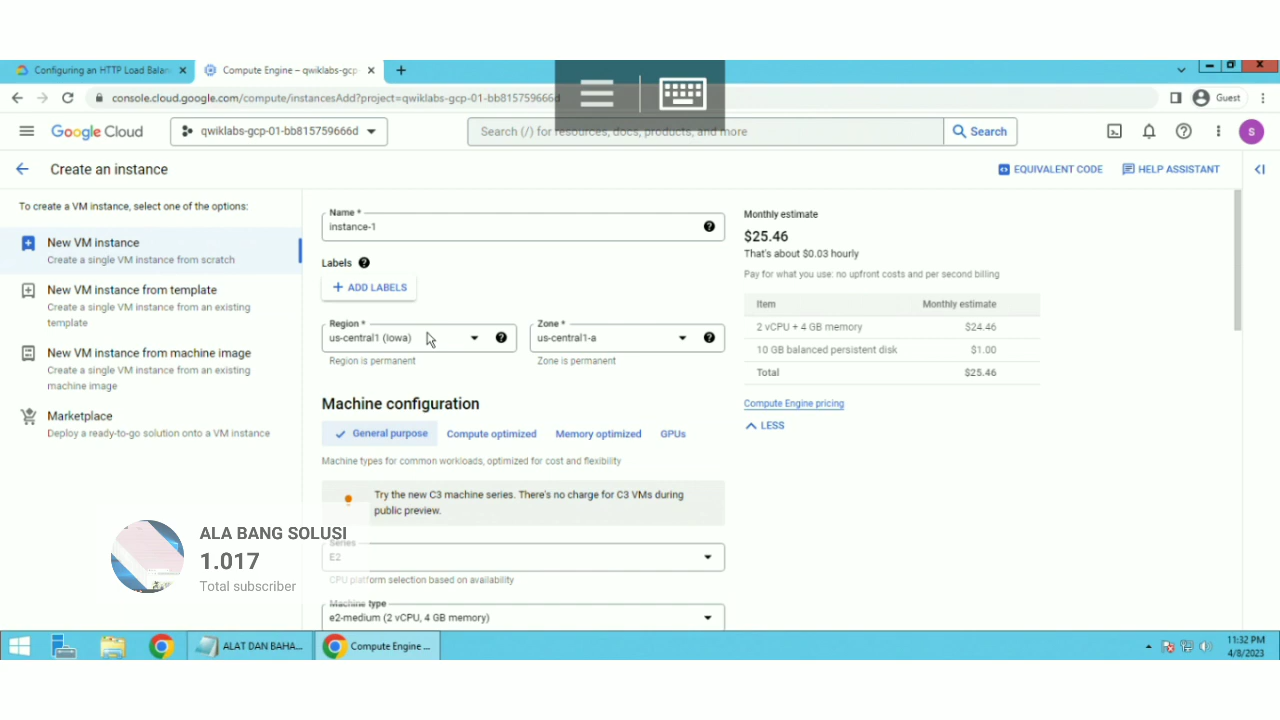 Configuring an HTTP Load Balan
Compute Engine – qwiklabs-gcp
console.cloud.google.com/compute/instancesAdd?project=qwiklabs-gcp-01-bb815759666d
Guest
Google Cloud
qwiklabs-gcp-01-bb815759666d
Search (/) for resources, docs, products, and more
Search
S
Create an instance
EQUIVALENT CODE
HELP ASSISTANT
To create a VM instance, select one of the options:
New VM instance
Create a single VM instance from scratch
New VM instance from template
Create a single VM instance from an existing
template
New VM instance from machine image
Create a single VM instance from an existing
machine image
Marketplace
Deploy a ready-to-go solution onto a VM instance
Name *
instance-1
Labels
ADD LABELS
Region *
us-central1 (Iowa)
Region is permanent
Zone *
us-central1-a
Zone is permanent
Machine configuration
General purpose
Compute optimized
Memory optimized
GPUs
Machine types for common workloads, optimized for cost and flexibility
Try the new C3 machine series. There's no charge for C3 VMs during
public preview.
Series
E2
CPU platform selection based on availability
Machine type
e2-medium (2 vCPU, 4 GB memory)
Monthly estimate
$25.46
That's about $0.03 hourly
Pay for what you use: no upfront costs and per second billing
Item Monthly estimate
2 vCPU + 4 GB memory $24.46
10 GB balanced persistent disk $1.00
Total $25.46
Compute Engine pricing
LESS
ALA BANG SOLUSI
1.017
Total subscriber
ALAT DAN BAHA...
Compute Engine ...
11:32 PM
4/8/2023